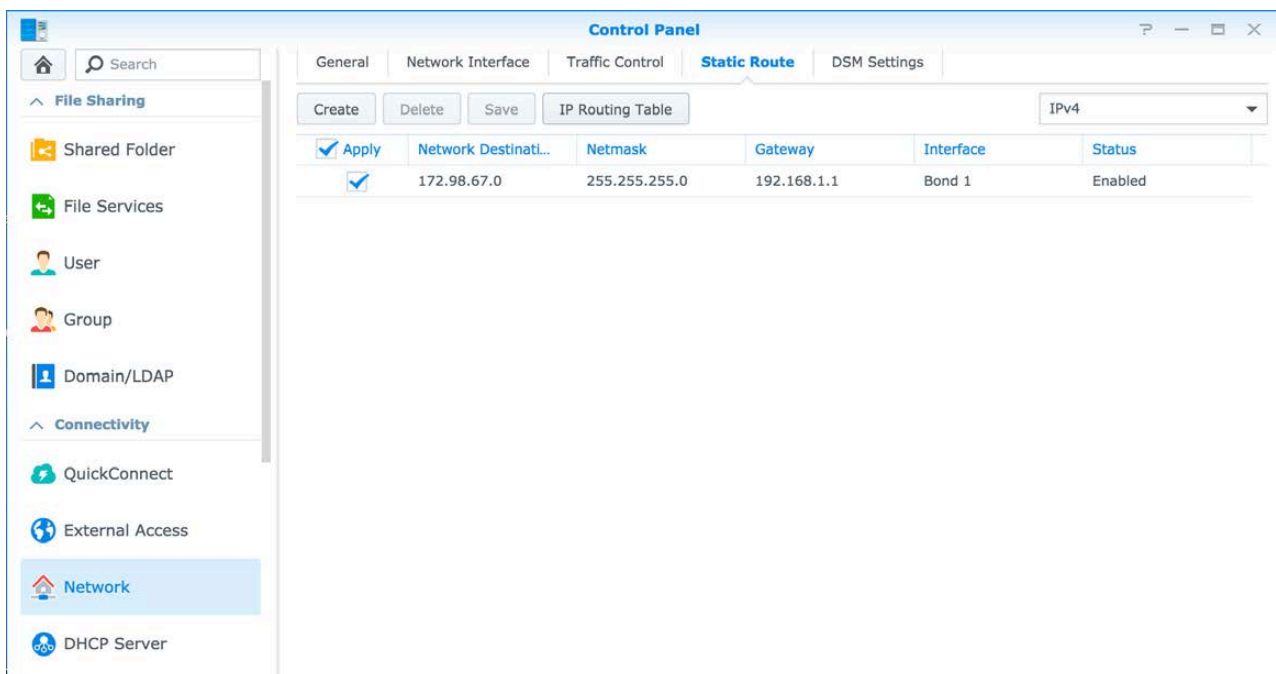 Control Panel
Search
General Network Interface Traffic Control Static Route DSM Settings
File Sharing
Create Delete Save IP Routing Table IPv4
Apply Network Destinati... Netmask Gateway Interface Status
172.98.67.0 255.255.255.0 192.168.1.1 Bond 1 Enabled
Shared Folder
File Services
User
Group
Domain/LDAP
Connectivity
QuickConnect
External Access
Network
DHCP Server